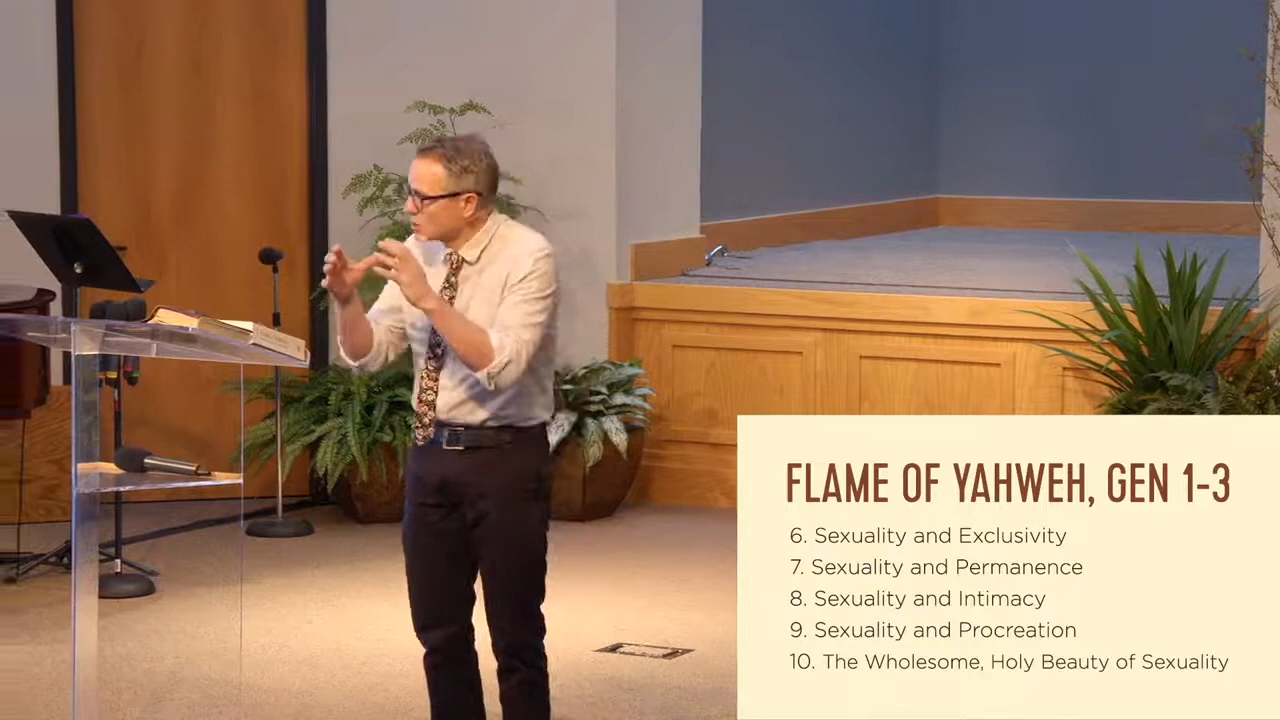 FLAME OF YAHWEH, GEN 1-3
6. Sexuality and Exclusivity
7. Sexuality and Permanence
8. Sexuality and Intimacy
9. Sexuality and Procreation
10. The Wholesome, Holy Beauty of Sexuality